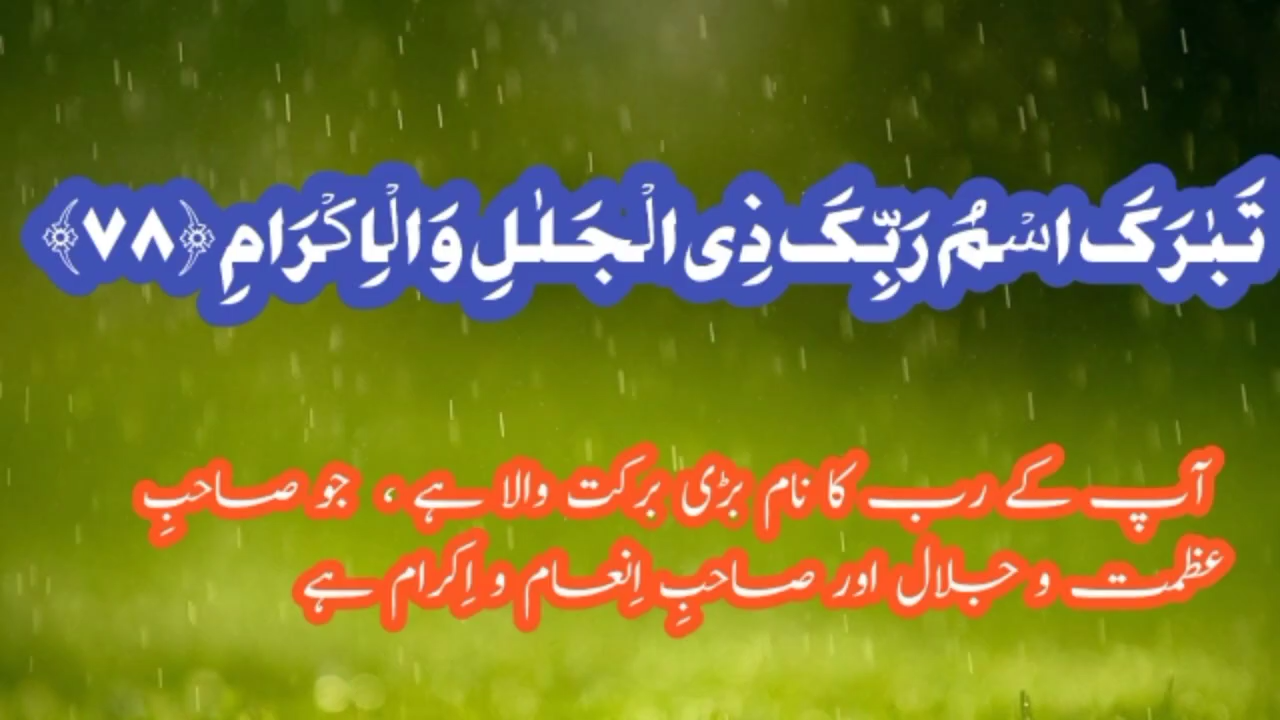 تَبٰرَکَ اسۡمُ رَبِّکَ ذِی الۡجَلٰلِ وَالۡاِکۡرَامِ ﴿۷۸﴾
آپ کے رب کا نام بڑی برکت والا ہے، جو صاحبِ
عظمت و جلال اور صاحبِ اِنعام و اِکرام ہے